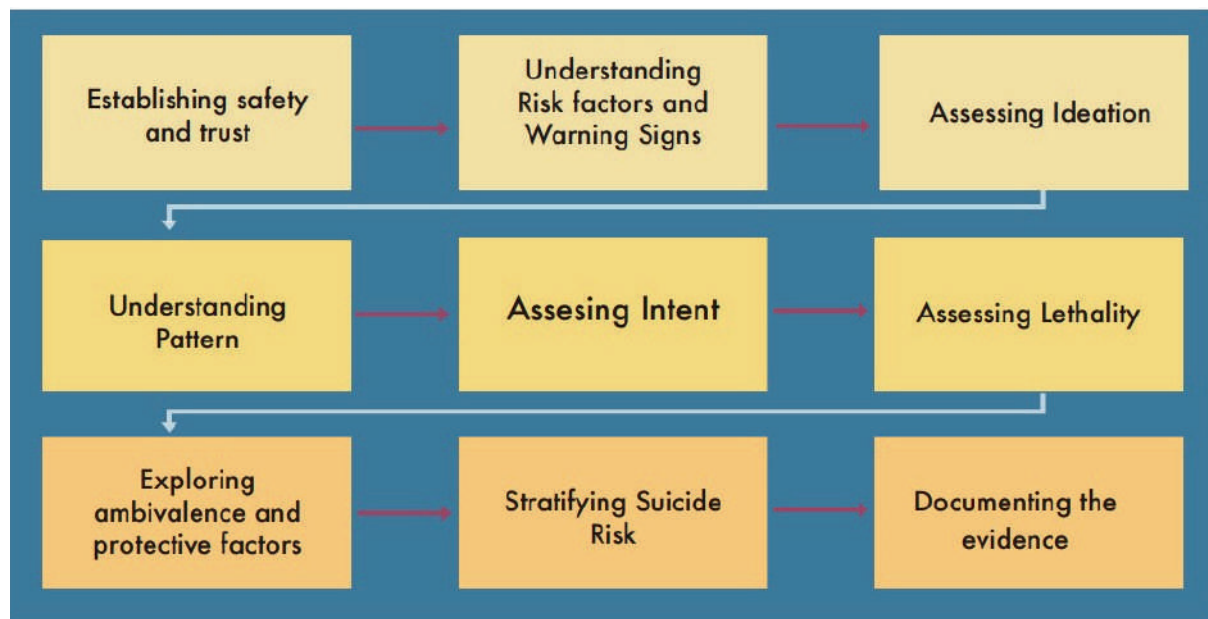 Establishing safety
and trust
Understanding
Risk factors and
Warning Signs
Assessing Ideation
Understanding
Pattern
Assesing Intent
Assessing Lethality
Exploring
ambivalence and
protective factors
Stratifying Suicide
Risk
Documenting the
evidence